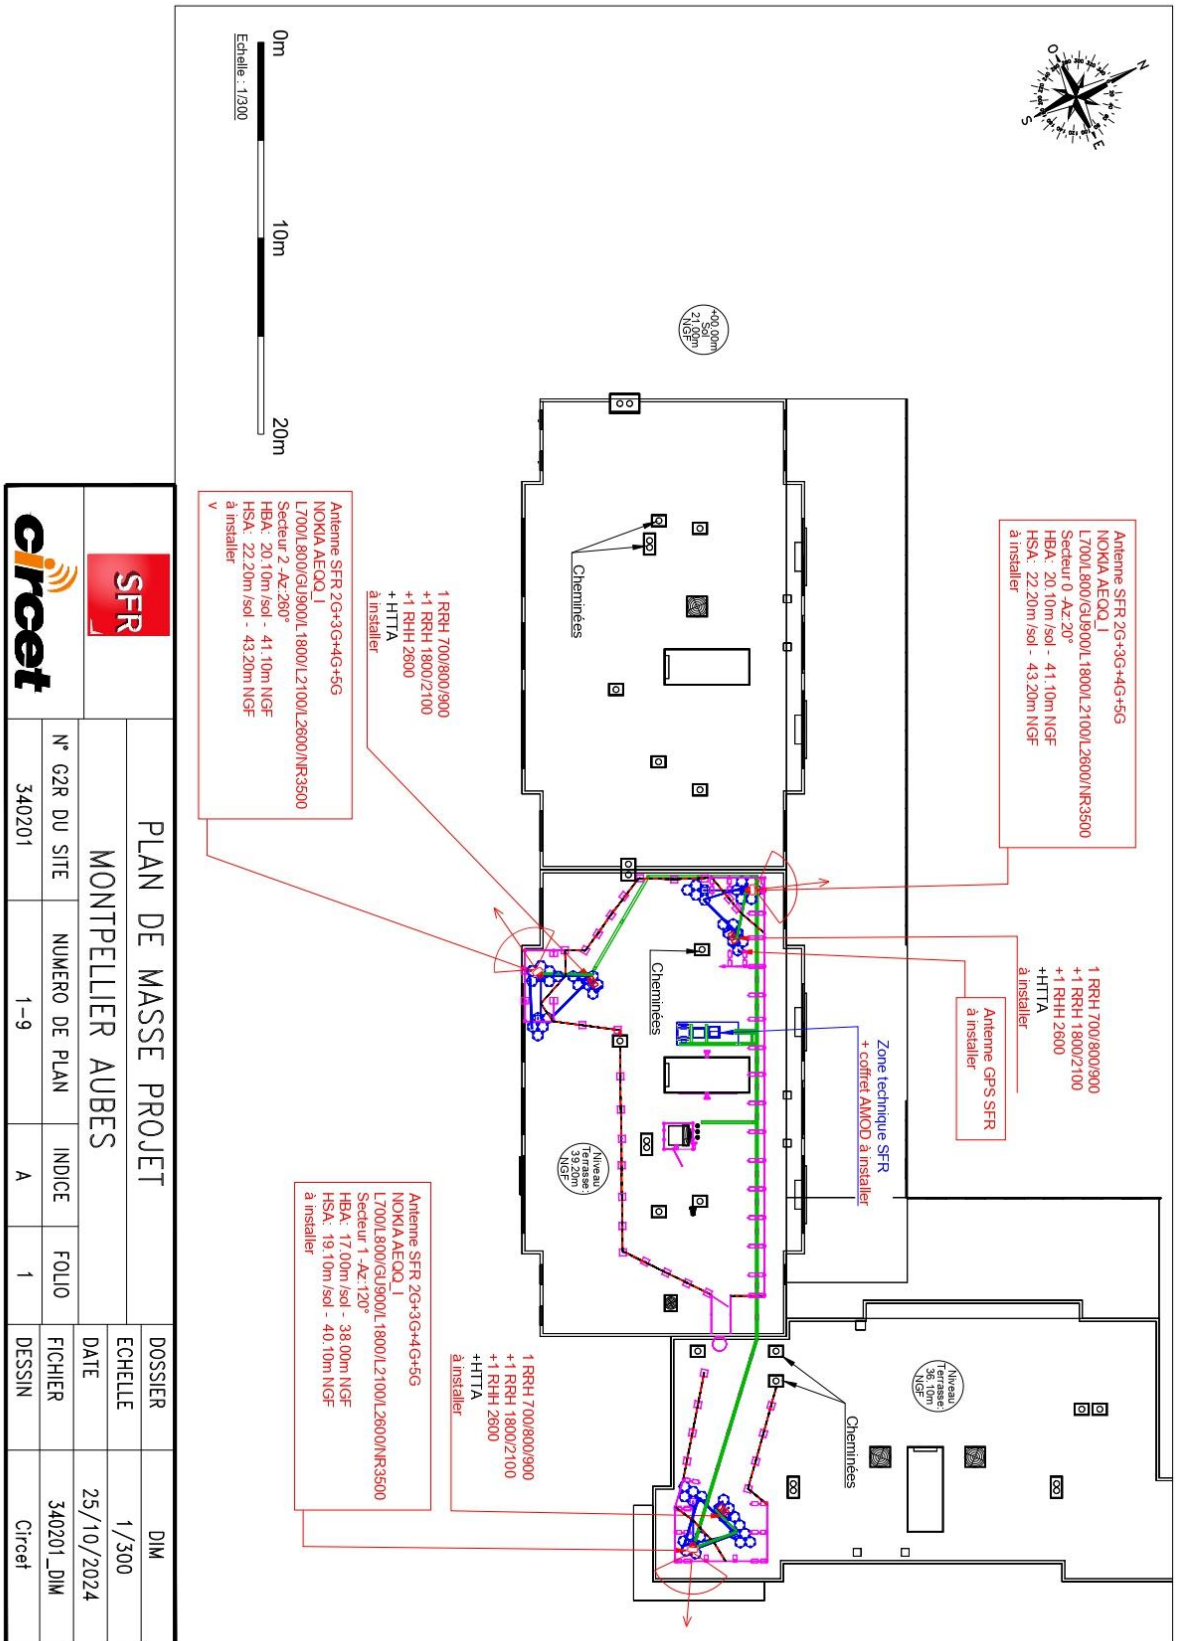 N
E
S
O
0m
10m
20m
Echelle : 1/300
+00.00m
Sol
21.00m
NGF
Antenne SFR 2G+3G+4G+5G
NOKIA AEQQ_I
L700/L800/GU900/L1800/L2100/L2600/NR3500
Secteur 0 -Az:20°
HBA: 20.10m /sol - 41.10m NGF
HSA: 22.20m /sol - 43.20m NGF
à installer
1 RRH 700/800/900
+1 RRH 1800/2100
+1 RHH 2600
+HTTA
à installer
Antenne GPS SFR
à installer
Zone technique SFR
+ coffret AMOD à installer
Cheminées
Cheminées
Cheminées
Niveau
Terrasse:
39.20m
NGF
Niveau
Terrasse:
36.10m
NGF
1 RRH 700/800/900
+1 RRH 1800/2100
+1 RHH 2600
+HTTA
à installer
Antenne SFR 2G+3G+4G+5G
NOKIA AEQQ_I
L700/L800/GU900/L1800/L2100/L2600/NR3500
Secteur 2 -Az:260°
HBA: 20.10m /sol - 41.10m NGF
HSA: 22.20m /sol - 43.20m NGF
à installer
v
1 RRH 700/800/900
+1 RRH 1800/2100
+1 RHH 2600
+HTTA
à installer
Antenne SFR 2G+3G+4G+5G
NOKIA AEQQ_I
L700/L800/GU900/L1800/L2100/L2600/NR3500
Secteur 1 -Az:120°
HBA: 17.00m /sol - 38.00m NGF
HSA: 19.10m /sol - 40.10m NGF
à installer
SFR
circet
PLAN DE MASSE PROJET
MONTPELLIER AUBES
N° G2R DU SITE NUMERO DE PLAN INDICE FOLIO
340201 1-9 A 1
DOSSIER DIM
ECHELLE 1/300
DATE 25/10/2024
FICHIER 340201_DIM
DESSIN Circet